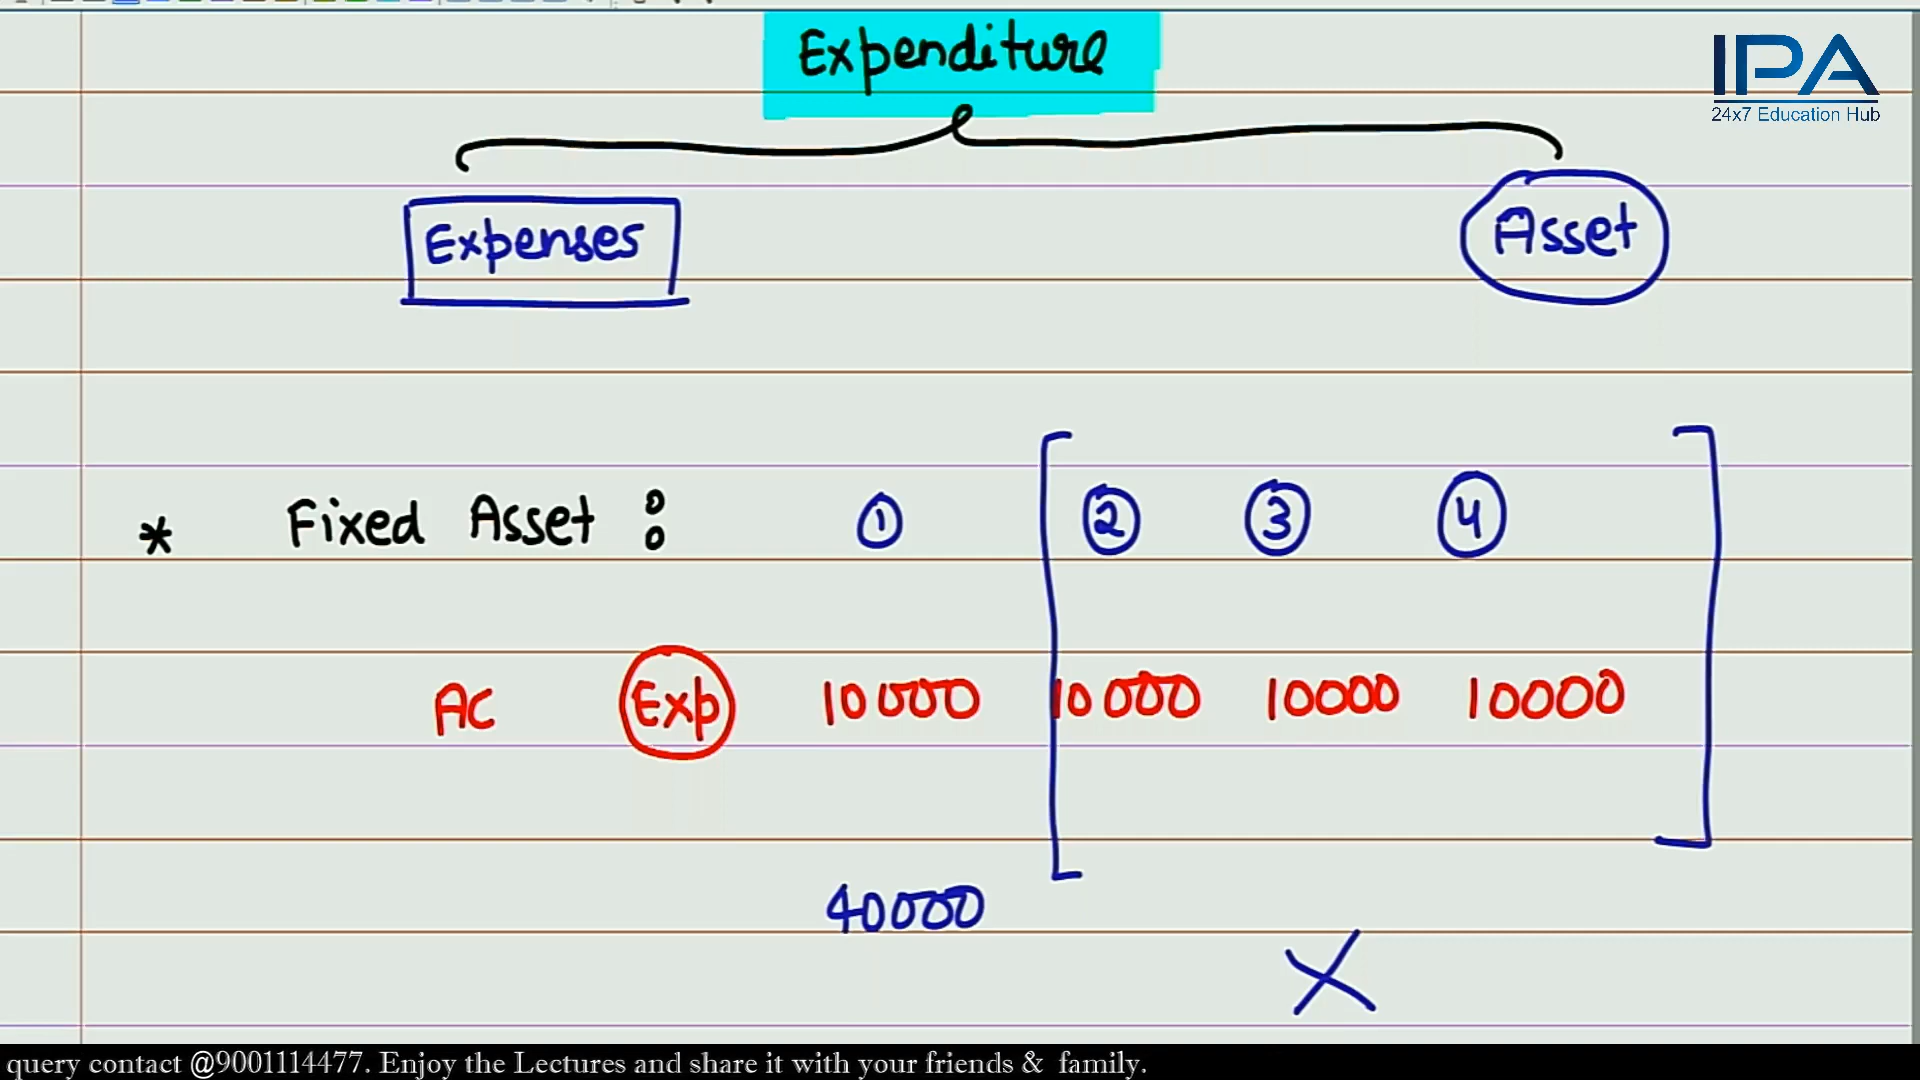 Expenditure
IPA
24x7 Education Hub
Expenses
Asset
* Fixed Asset : 1 2 3 4
AC Exp 10000 10000 10000 10000
40000
X
query contact @9001114477. Enjoy the Lectures and share it with your friends & family.